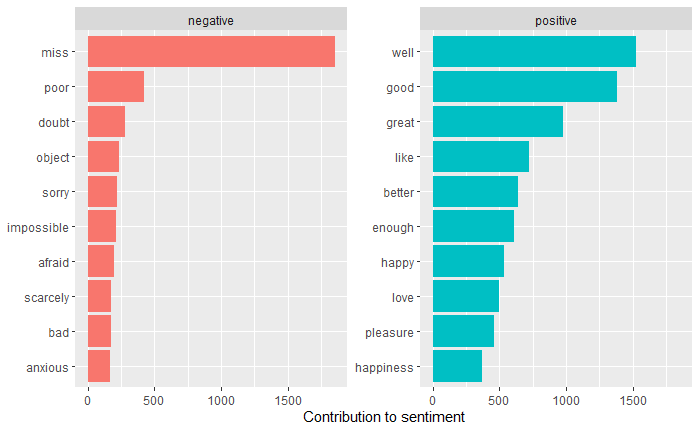 negative
miss
poor
doubt
object
sorry
impossible
afraid
scarcely
bad
anxious
0 500 1000 1500
positive
well
good
great
like
better
enough
happy
love
pleasure
happiness
0 500 1000 1500
Contribution to sentiment